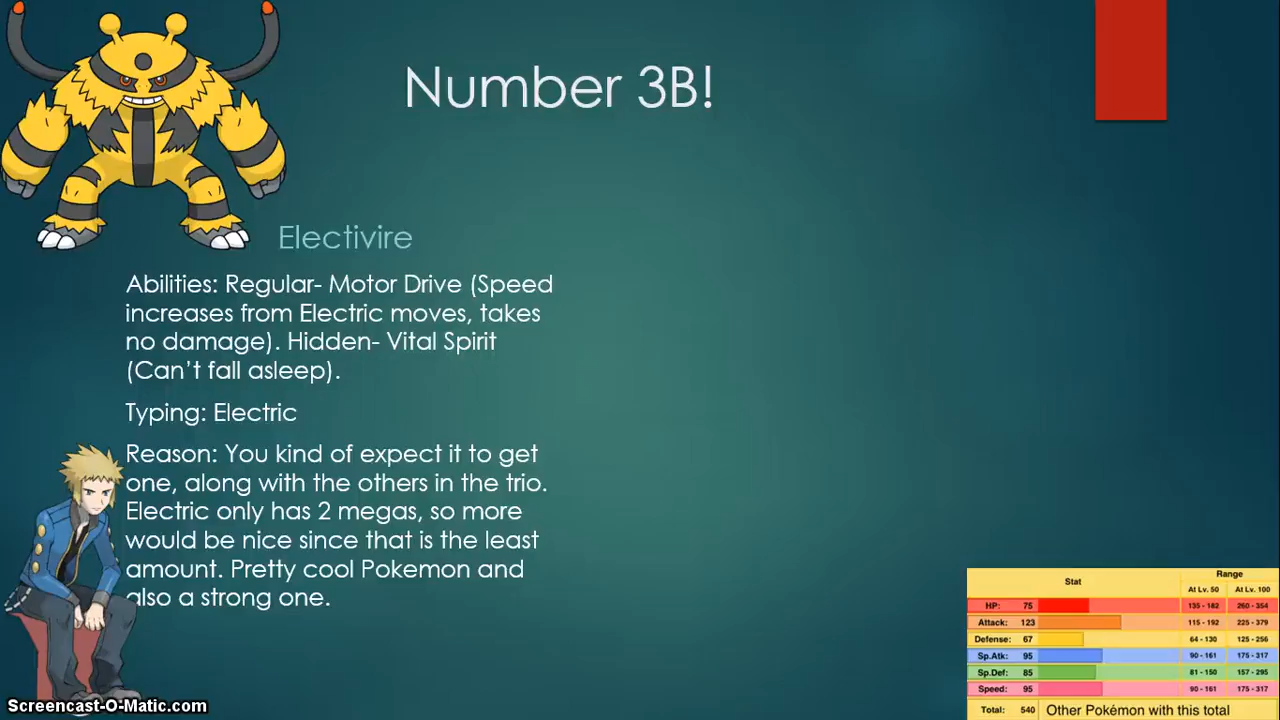 Number 3B!
Electivire
Abilities: Regular- Motor Drive (Speed
increases from Electric moves, takes
no damage). Hidden- Vital Spirit
(Can't fall asleep).
Typing: Electric
Reason: You kind of expect it to get
one, along with the others in the trio.
Electric only has 2 megas, so more
would be nice since that is the least
amount. Pretty cool Pokemon and
also a strong one.
Stat Range
At Lv. 50 At Lv. 100
HP: 75 135 - 182 260 - 354
Attack: 123 115 - 192 225 - 379
Defense: 67 64 - 130 125 - 256
Sp.Atk: 95 90 - 161 175 - 317
Sp.Def: 85 81 - 150 157 - 295
Speed: 95 90 - 161 175 - 317
Total: 540 Other Pokémon with this total
Screencast-O-Matic.com